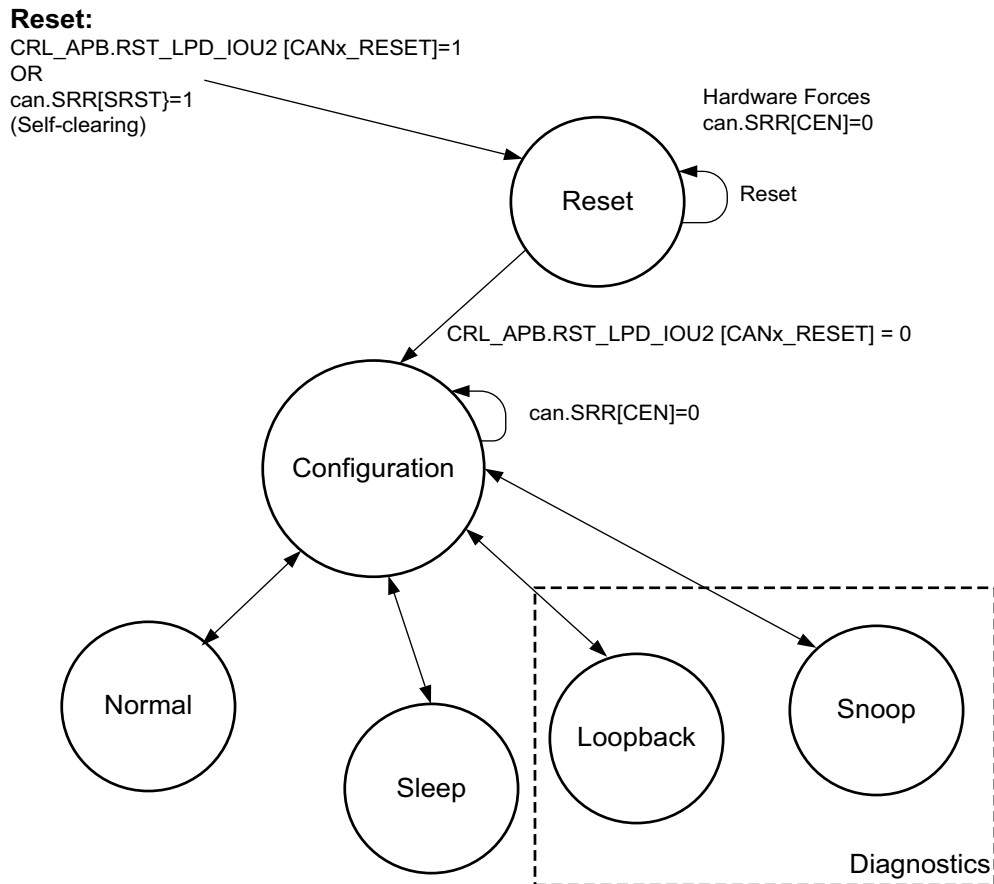 Reset:
CRL_APB.RST_LPD_IOU2 [CANx_RESET]=1
OR
can.SRR[SRST}=1
(Self-clearing)
Hardware Forces
can.SRR[CEN]=0
Reset
Reset
CRL_APB.RST_LPD_IOU2 [CANx_RESET] = 0
can.SRR[CEN]=0
Configuration
Normal
Sleep
Loopback
Snoop
Diagnostics